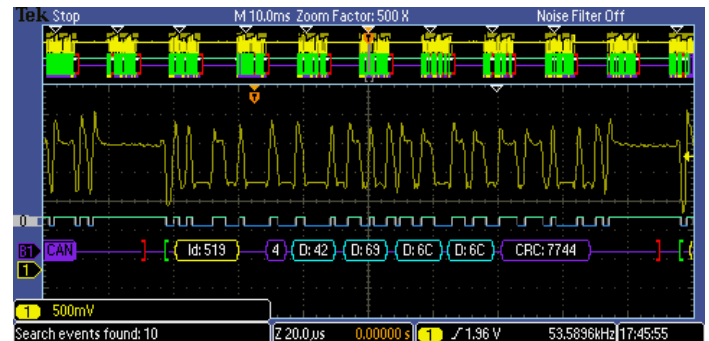 Tek Stop M 10.0ms Zoom Factor: 500 X Noise Filter Off
T
T
0
B1 CAN Id: 519 4 D: 42 D: 69 D: 6C D: 6C CRC: 7744
1
1 500mV
Search events found: 10 Z 20.0µs 0.00000 s 1 1.96 V 53.5896kHz 17:45:55